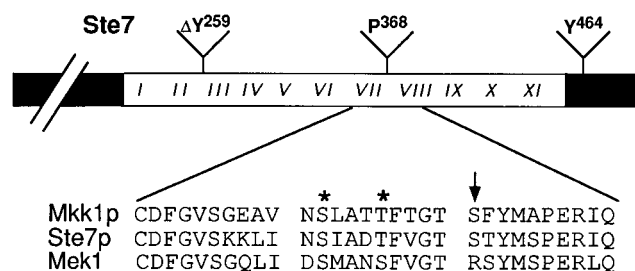 Ste7 ΔY259 P368 Y464
I II III IV V VI VII VIII IX X XI
* *
Mkk1p CDFGVSGEAV NSLATTFTGT SFYMAPERIQ
Ste7p CDFGVSKKLI NSIADTFVGT STYMSPERIQ
Mek1 CDFGVSGQLI DSMANSFVGT RSYMSPERLQ